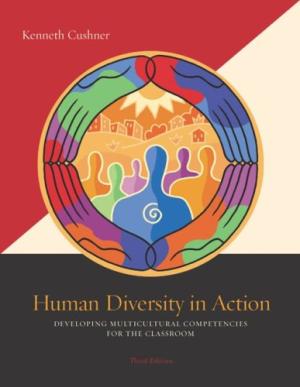 Kenneth Cushner
Human Diversity in Action
DEVELOPING MULTICULTURAL COMPETENCIES
FOR THE CLASSROOM
Third Edition